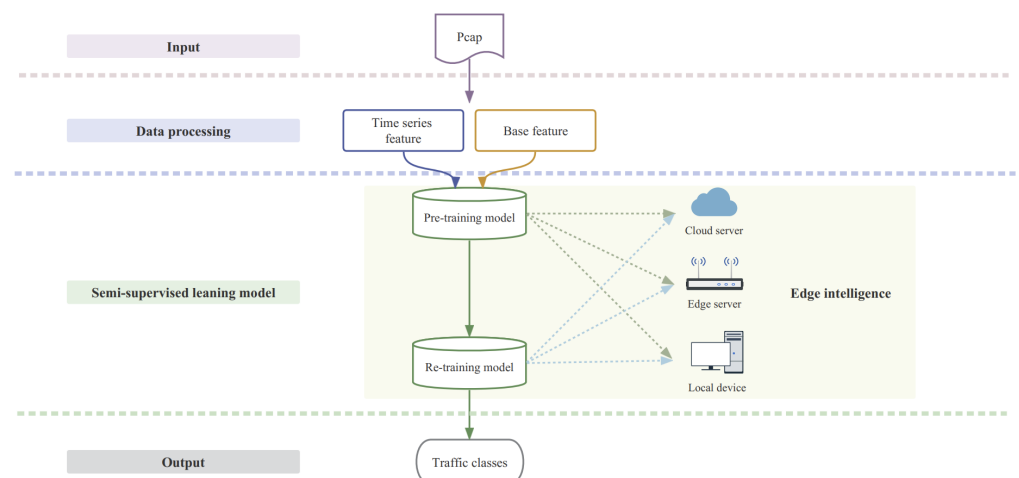 Input
Pcap
Data processing
Time series
feature
Base feature
Pre-training model
Cloud server
Semi-supervised leaning model
Edge server
Edge intelligence
Re-training model
Local device
Output
Traffic classes